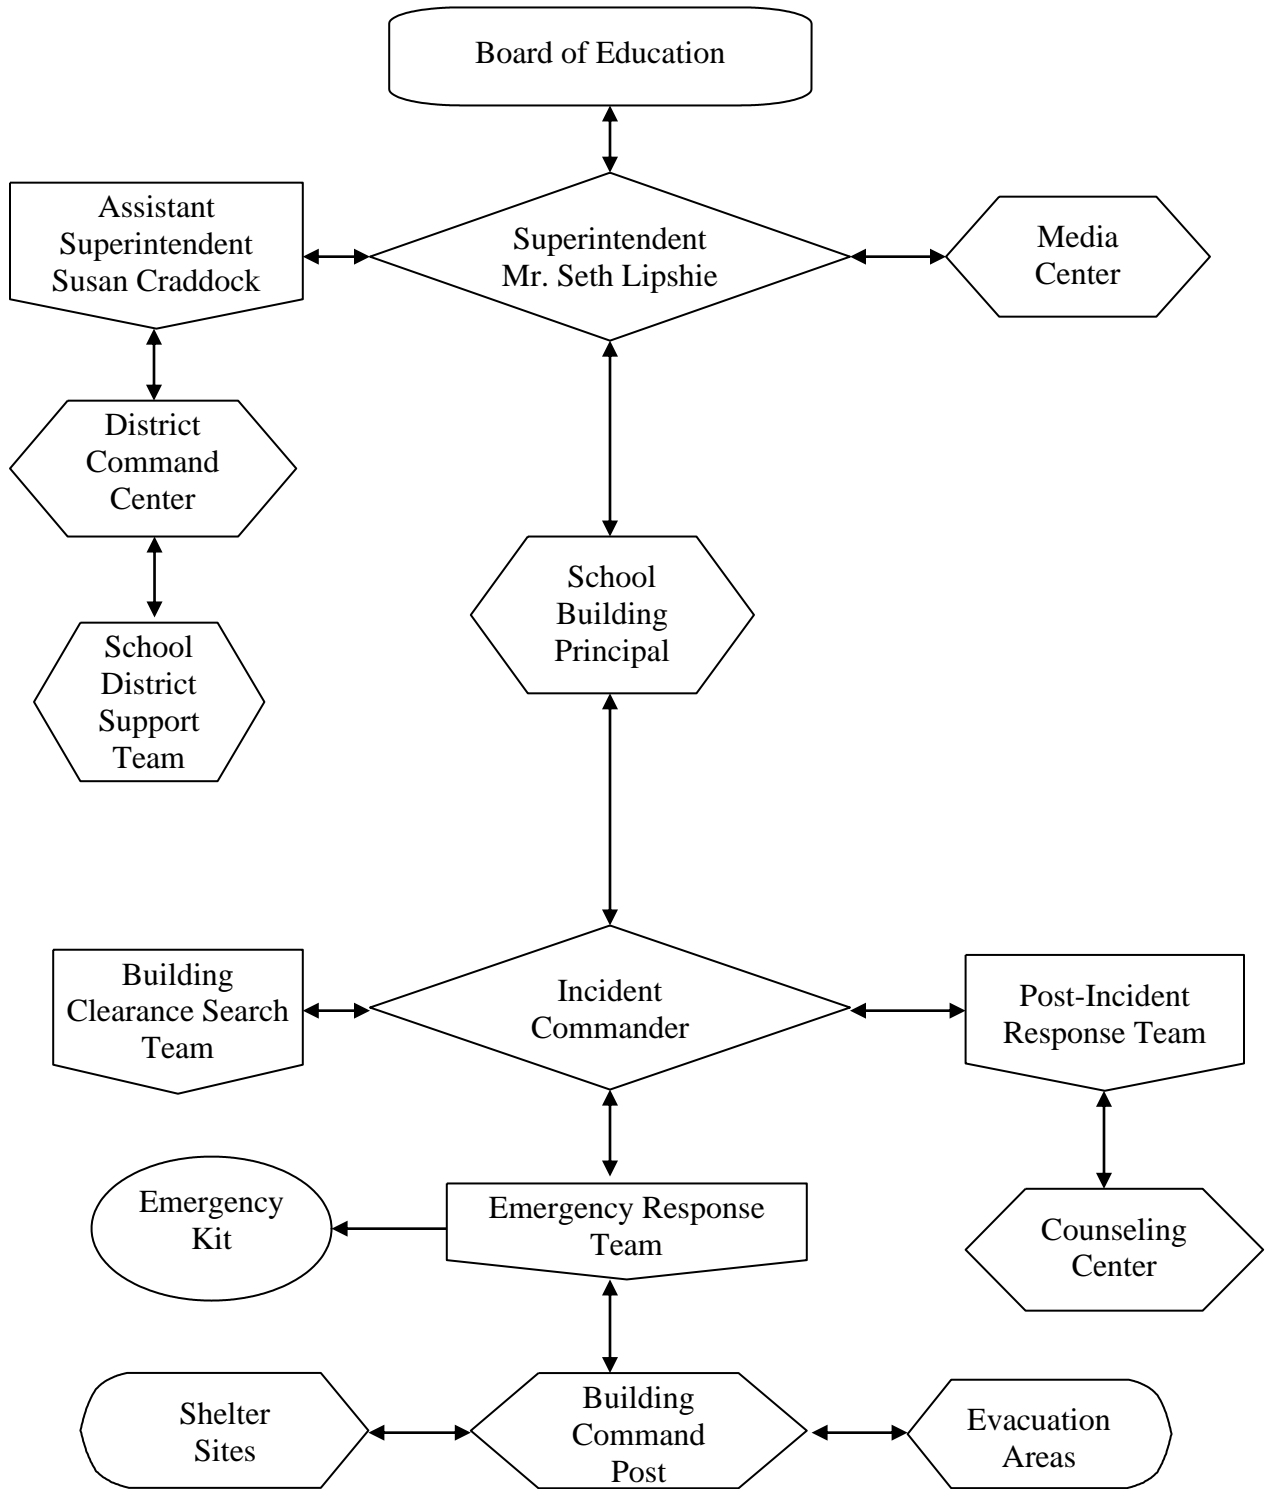 Board of Education
Assistant
Superintendent
Susan Craddock
Superintendent
Mr. Seth Lipshie
Media
Center
District
Command
Center
School
Building
Principal
School
District
Support
Team
Building
Clearance Search
Team
Incident
Commander
Post-Incident
Response Team
Emergency
Kit
Emergency Response
Team
Counseling
Center
Shelter
Sites
Building
Command
Post
Evacuation
Areas